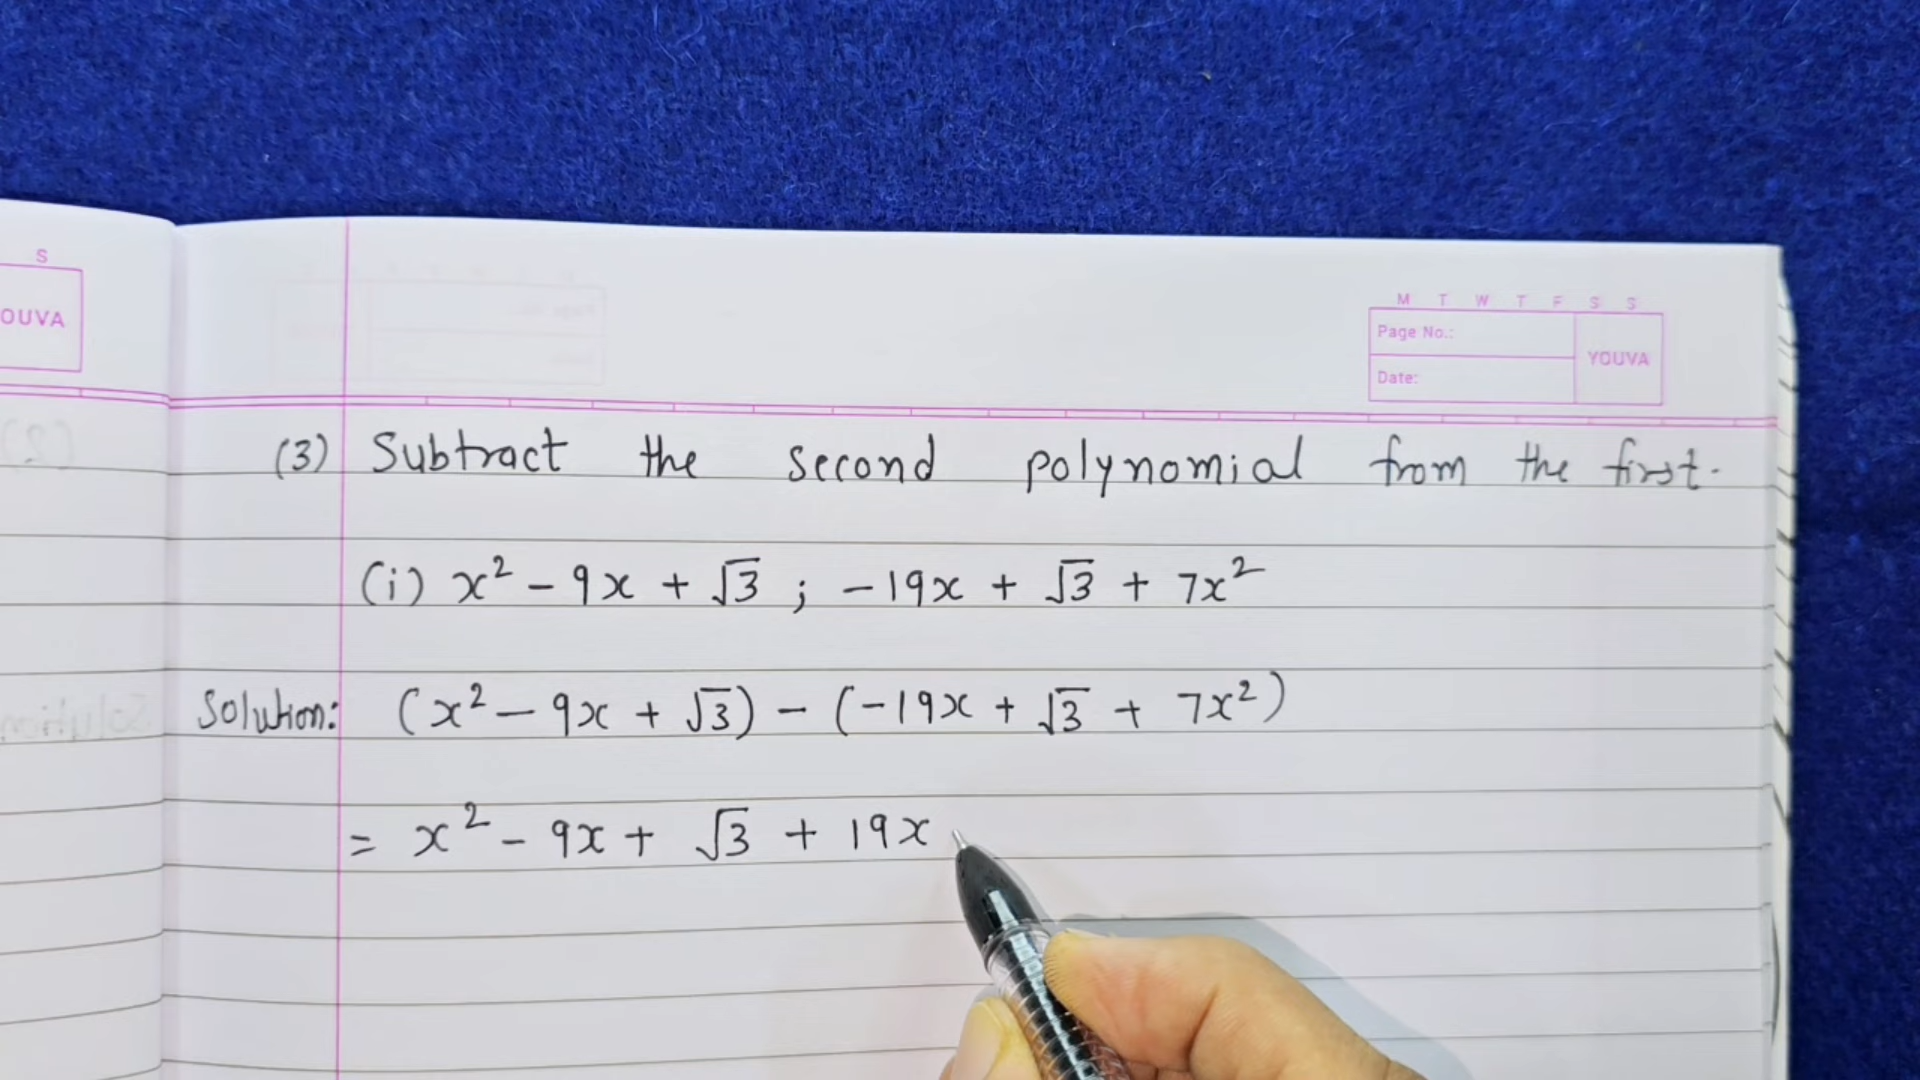 S
OUVA
M T W T F S S
Page No.:
YOUVA
Date:
(3) Subtract the second polynomial from the first.
(i) x² - 9x + √3 ; -19x + √3 + 7x²
Solution: (x² - 9x + √3) - (-19x + √3 + 7x²)
= x² - 9x + √3 + 19x